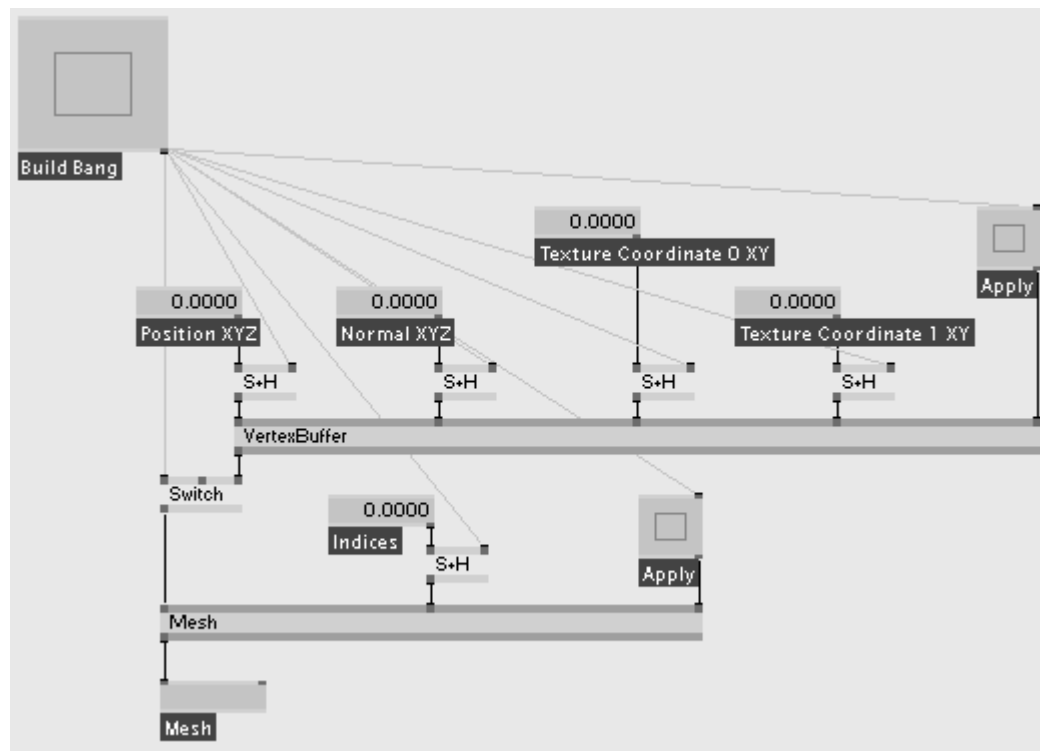 Build Bang
0.0000
Texture Coordinate 0 XY
Apply
0.0000
Position XYZ
0.0000
Normal XYZ
0.0000
Texture Coordinate 1 XY
S+H
S+H
S+H
S+H
VertexBuffer
Switch
0.0000
Indices
S+H
Apply
Mesh
Mesh